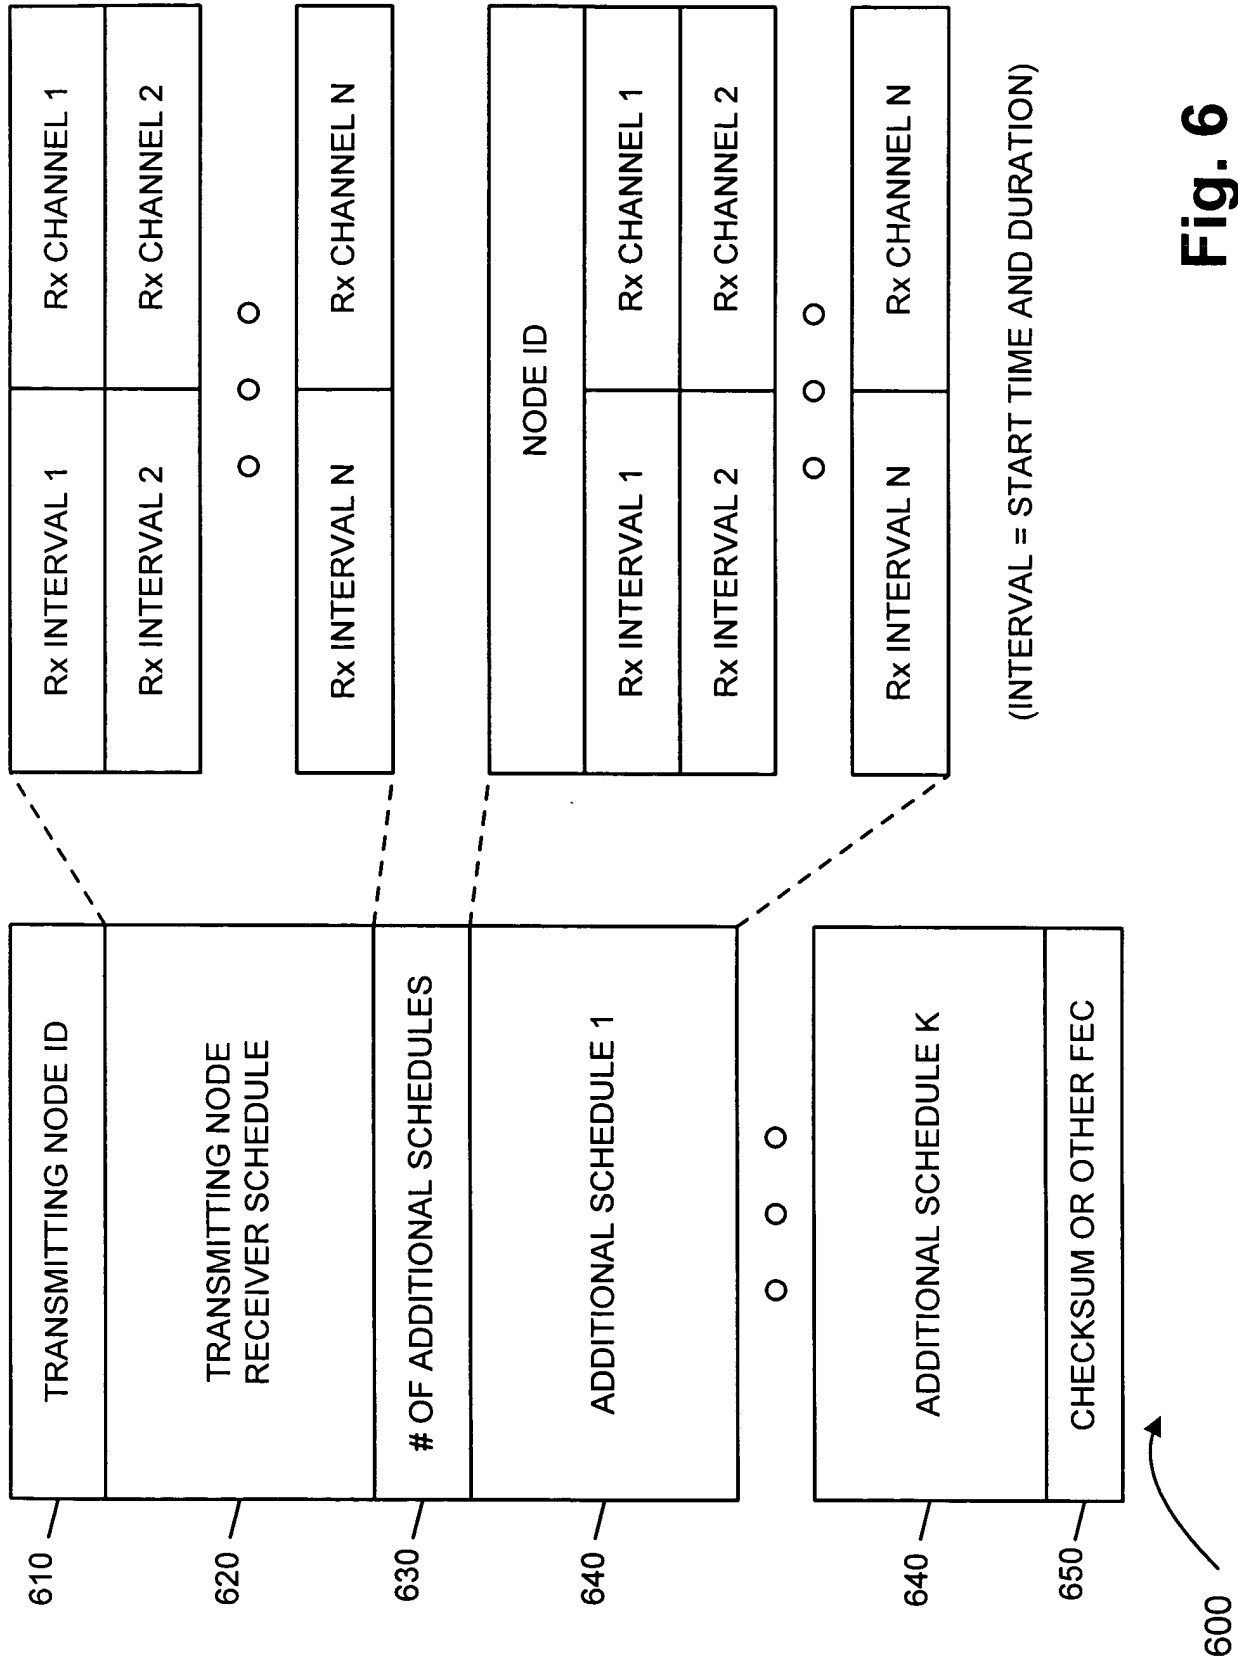 610
TRANSMITTING NODE ID
620
TRANSMITTING NODE
RECEIVER SCHEDULE
630
# OF ADDITIONAL SCHEDULES
640
ADDITIONAL SCHEDULE 1
640
ADDITIONAL SCHEDULE K
650
CHECKSUM OR OTHER FEC
600
Rx INTERVAL 1
Rx CHANNEL 1
Rx INTERVAL 2
Rx CHANNEL 2
Rx INTERVAL N
Rx CHANNEL N
NODE ID
Rx INTERVAL 1
Rx CHANNEL 1
Rx INTERVAL 2
Rx CHANNEL 2
Rx INTERVAL N
Rx CHANNEL N
(INTERVAL = START TIME AND DURATION)
Fig. 6